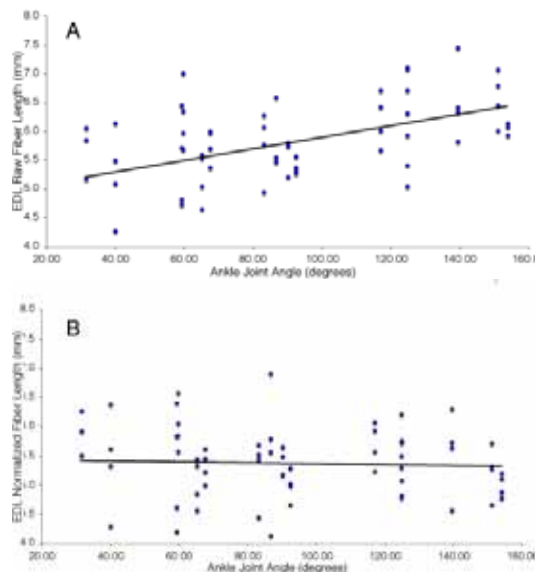 A
8.0
7.5
7.0
6.5
6.0
5.5
5.0
4.5
4.0
EDL Raw Fiber Length (mm)
20.00 40.00 60.00 80.00 100.00 120.00 140.00 160.00
Ankle Joint Angle (degrees)
B
EDL Normalized Fiber Length (mm)
20.00 40.00 60.00 80.00 100.00 120.00 140.00 160.00
Ankle Joint Angle (degrees)